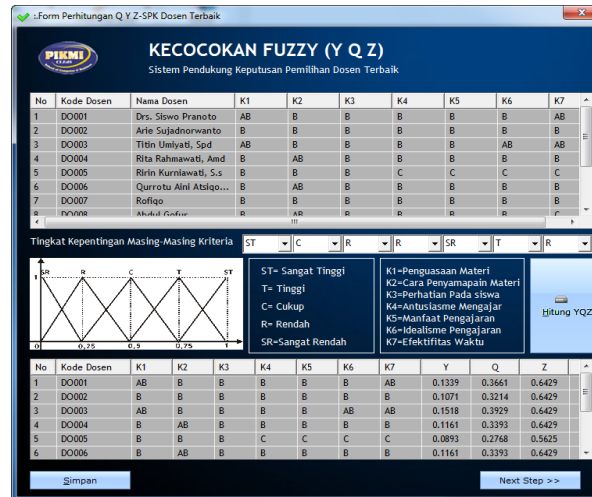 :.Form Perhitungan Q Y Z-SPK Dosen Terbaik
PIKMI
KECOCOKAN FUZZY (Y Q Z)
Sistem Pendukung Keputusan Pemilihan Dosen Terbaik
No Kode Dosen Nama Dosen K1 K2 K3 K4 K5 K6 K7
1 DO001 Drs. Siswo Pranoto AB B B B B B AB
2 DO002 Arie Sujadnorwanto B B B B B B B
3 DO003 Titin Umiyati, Spd AB B B B B AB AB
4 DO004 Rita Rahmawati, Amd B AB B B B B B
5 DO005 Ririn Kurniawati, S.s B B B C C C C
6 DO006 Qurrotu Aini Atsiqo... B AB B B B B B
7 DO007 Rofiqo B B B B B B B
8 DO008 Abdul Gofur B AB B B B B C
Tingkat Kepentingan Masing-Masing Kriteria ST C R R SR T R
SR R C T ST
1
0 0,25 0,5 0,75 1
ST= Sangat Tinggi
T= Tinggi
C= Cukup
R= Rendah
SR=Sangat Rendah
K1=Penguasaan Materi
K2=Cara Penyamapain Materi
K3=Perhatian Pada siswa
K4=Antusiasme Mengajar
K5=Manfaat Pengajaran
K6=Idealisme Pengajaran
K7=Efektifitas Waktu
Hitung YQZ
No Kode Dosen K1 K2 K3 K4 K5 K6 K7 Y Q Z
1 DO001 AB B B B B B AB 0.1339 0.3661 0.6429
2 DO002 B B B B B B B 0.1071 0.3214 0.6429
3 DO003 AB B B B B AB AB 0.1518 0.3929 0.6429
4 DO004 B AB B B B B B 0.1161 0.3393 0.6429
5 DO005 B B B C C C C 0.0893 0.2768 0.5625
6 DO006 B AB B B B B B 0.1161 0.3393 0.6429
Simpan
Next Step >>